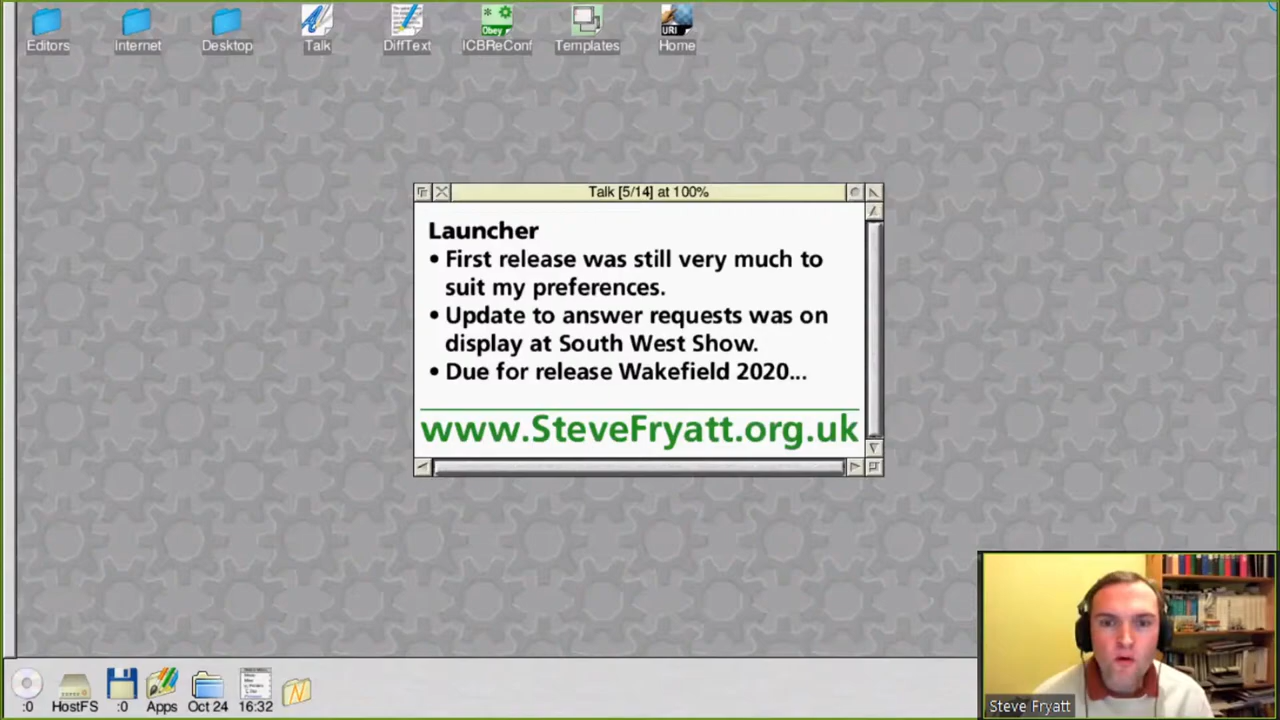 Editors
Internet
Desktop
Talk
DiffText
Obey
ICBReConf
Templates
URI
Home
Talk [5/14] at 100%
Launcher
• First release was still very much to
suit my preferences.
• Update to answer requests was on
display at South West Show.
• Due for release Wakefield 2020...
www.SteveFryatt.org.uk
:0
HostFS
:0
Apps
Oct 24
16:32
Steve Fryatt